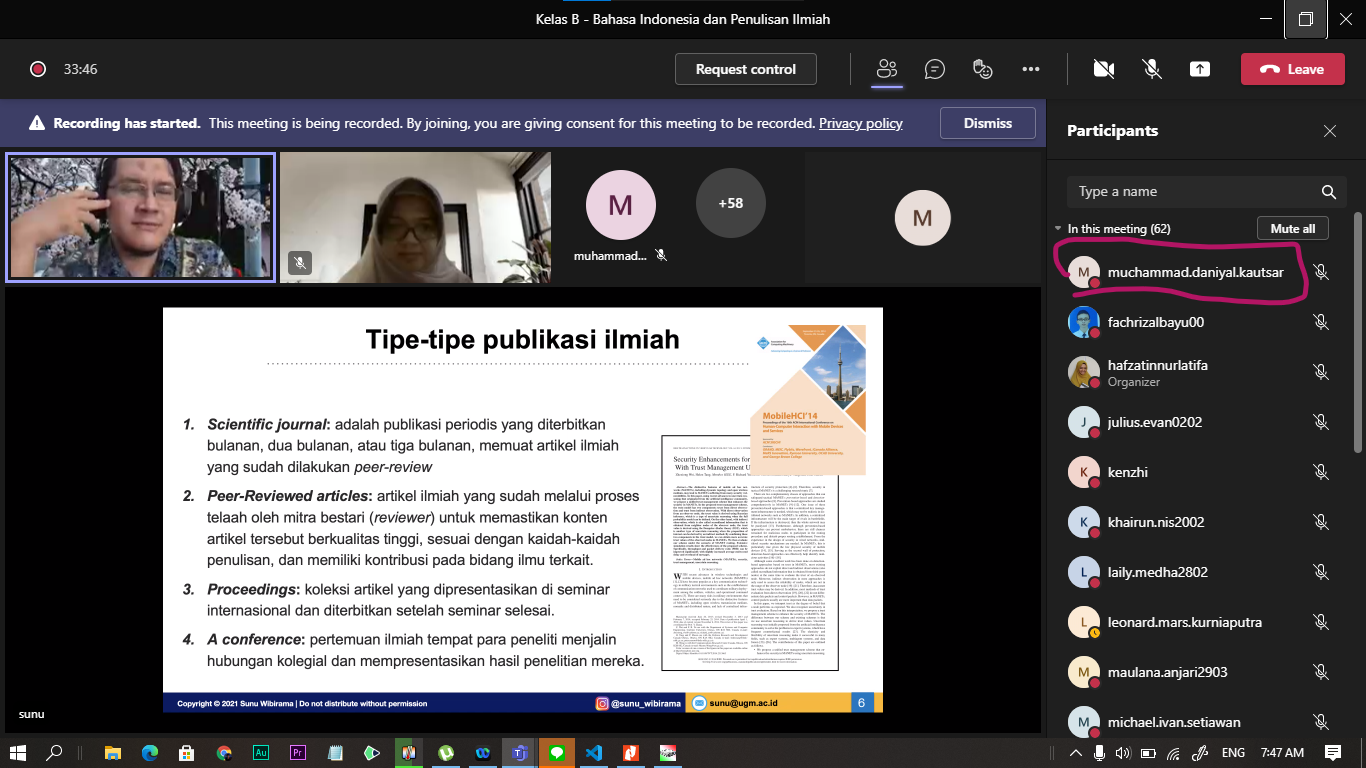 Kelas B - Bahasa Indonesia dan Penulisan Ilmiah
33:46
Request control
Leave
Recording has started. This meeting is being recorded. By joining, you are giving consent for this meeting to be recorded. Privacy policy
Dismiss
M
muhammad...
+58
M
Participants
Type a name
In this meeting (62)
Mute all
M
muchammad.daniyal.kautsar
fachrizalbayu00
hafzatinnurlatifa
Organizer
J
julius.evan0202
K
kenzhi
K
khairun.nis2002
L
laily.medha2802
L
leonard.mars.kurniaputra
M
maulana.anjari2903
M
michael.ivan.setiawan
Tipe-tipe publikasi ilmiah
1. Scientific journal: adalah publikasi periodis yang diterbitkan
bulanan, dua bulanan, atau tiga bulanan, memuat artikel ilmiah
yang sudah dilakukan peer-review
2. Peer-Reviewed articles: artikel ilmiah yang sudah melalui proses
telaah oleh mitra bestari (reviewer) untuk memastikan konten
artikel tersebut berkualitas tinggi, sesuai dengan kaidah-kaidah
penulisan, dan memiliki kontribusi pada bidang ilmu terkait.
3. Proceedings: koleksi artikel yang dipresentasikan di seminar
internasional dan diterbitkan sebelum/sesudah seminar.
4. A conference: pertemuan ilmiah tempat para peneliti menjalin
hubungan kolegial dan mempresentasikan hasil penelitian mereka.
MobileHCI'14
Security Enhancements for
With Trust Management U
Copyright © 2021 Sunu Wibirama | Do not distribute without permission
@sunu_wibirama
sunu@ugm.ac.id
6
sunu
Au
Pr
ENG
7:47 AM